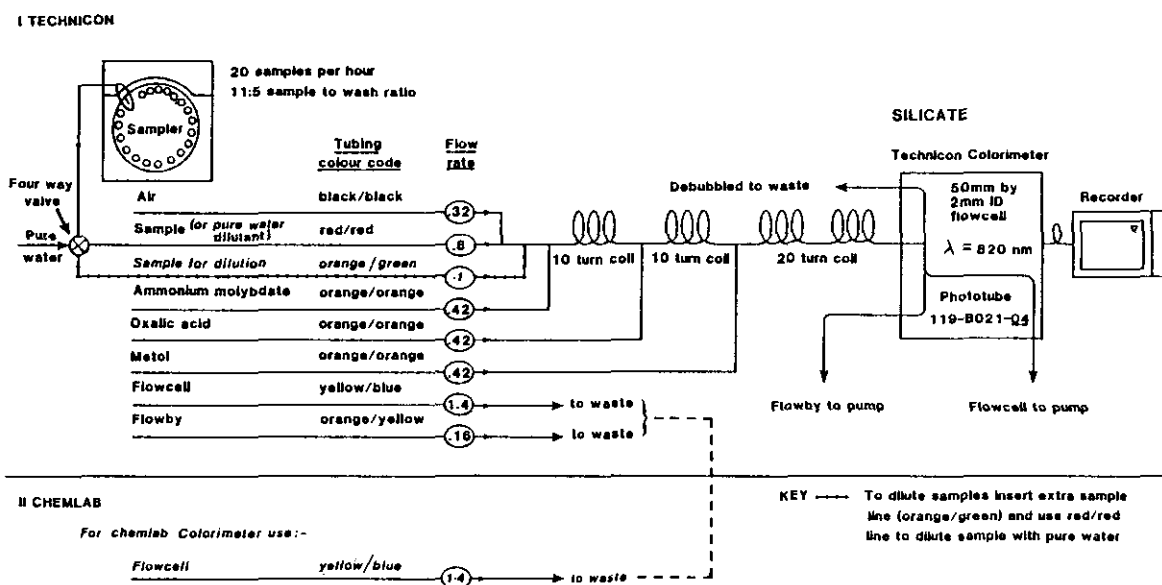 I TECHNICON
20 samples per hour
11:5 sample to wash ratio
Sampler
Four way
valve
Pure
water
Tubing
colour code
Flow
rate
Air black/black .32
Sample (or pure water
dilutant) red/red .8
Sample for dilution orange/green .1
Ammonium molybdate orange/orange .42
Oxalic acid orange/orange .42
Metol orange/orange .42
Flowcell yellow/blue 1.4 to waste
Flowby orange/yellow .16 to waste
10 turn coil
10 turn coil
20 turn coil
Debubbled to waste
SILICATE
Technicon Colorimeter
50mm by
2mm ID
flowcell
λ = 820 nm
Phototube
119-B021-04
Recorder
Flowby to pump
Flowcell to pump
II CHEMLAB
For chemlab Colorimeter use:-
Flowcell yellow/blue 1.4 to waste
KEY To dilute samples insert extra sample
line (orange/green) and use red/red
line to dilute sample with pure water